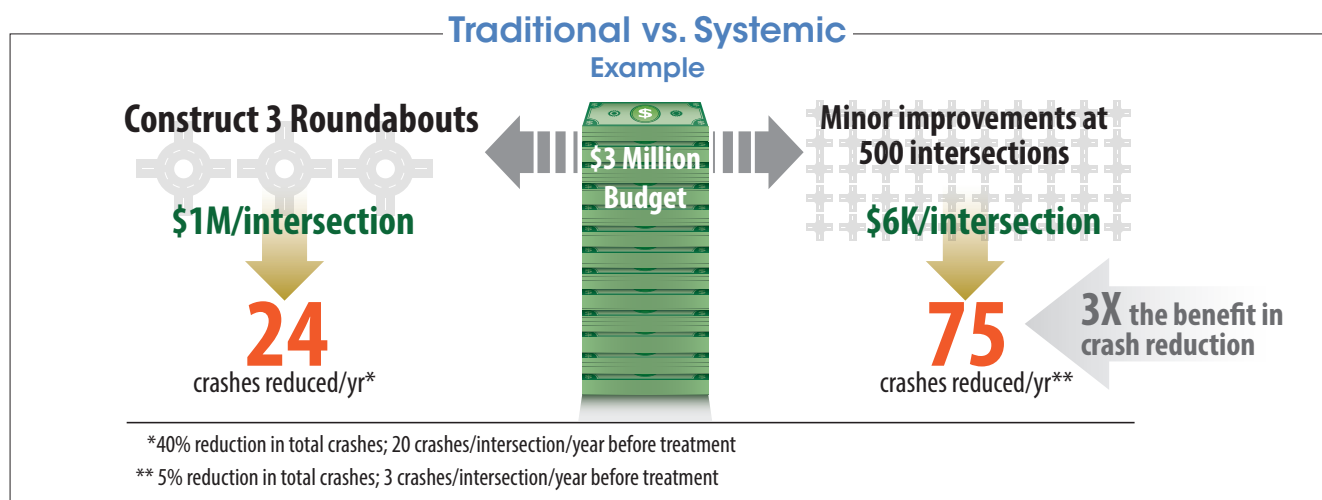 Traditional vs. Systemic
Example
Construct 3 Roundabouts
$1M/intersection
24
crashes reduced/yr*
$
$3 Million
Budget
Minor improvements at
500 intersections
$6K/intersection
75
crashes reduced/yr**
3X the benefit in
crash reduction
*40% reduction in total crashes; 20 crashes/intersection/year before treatment
** 5% reduction in total crashes; 3 crashes/intersection/year before treatment